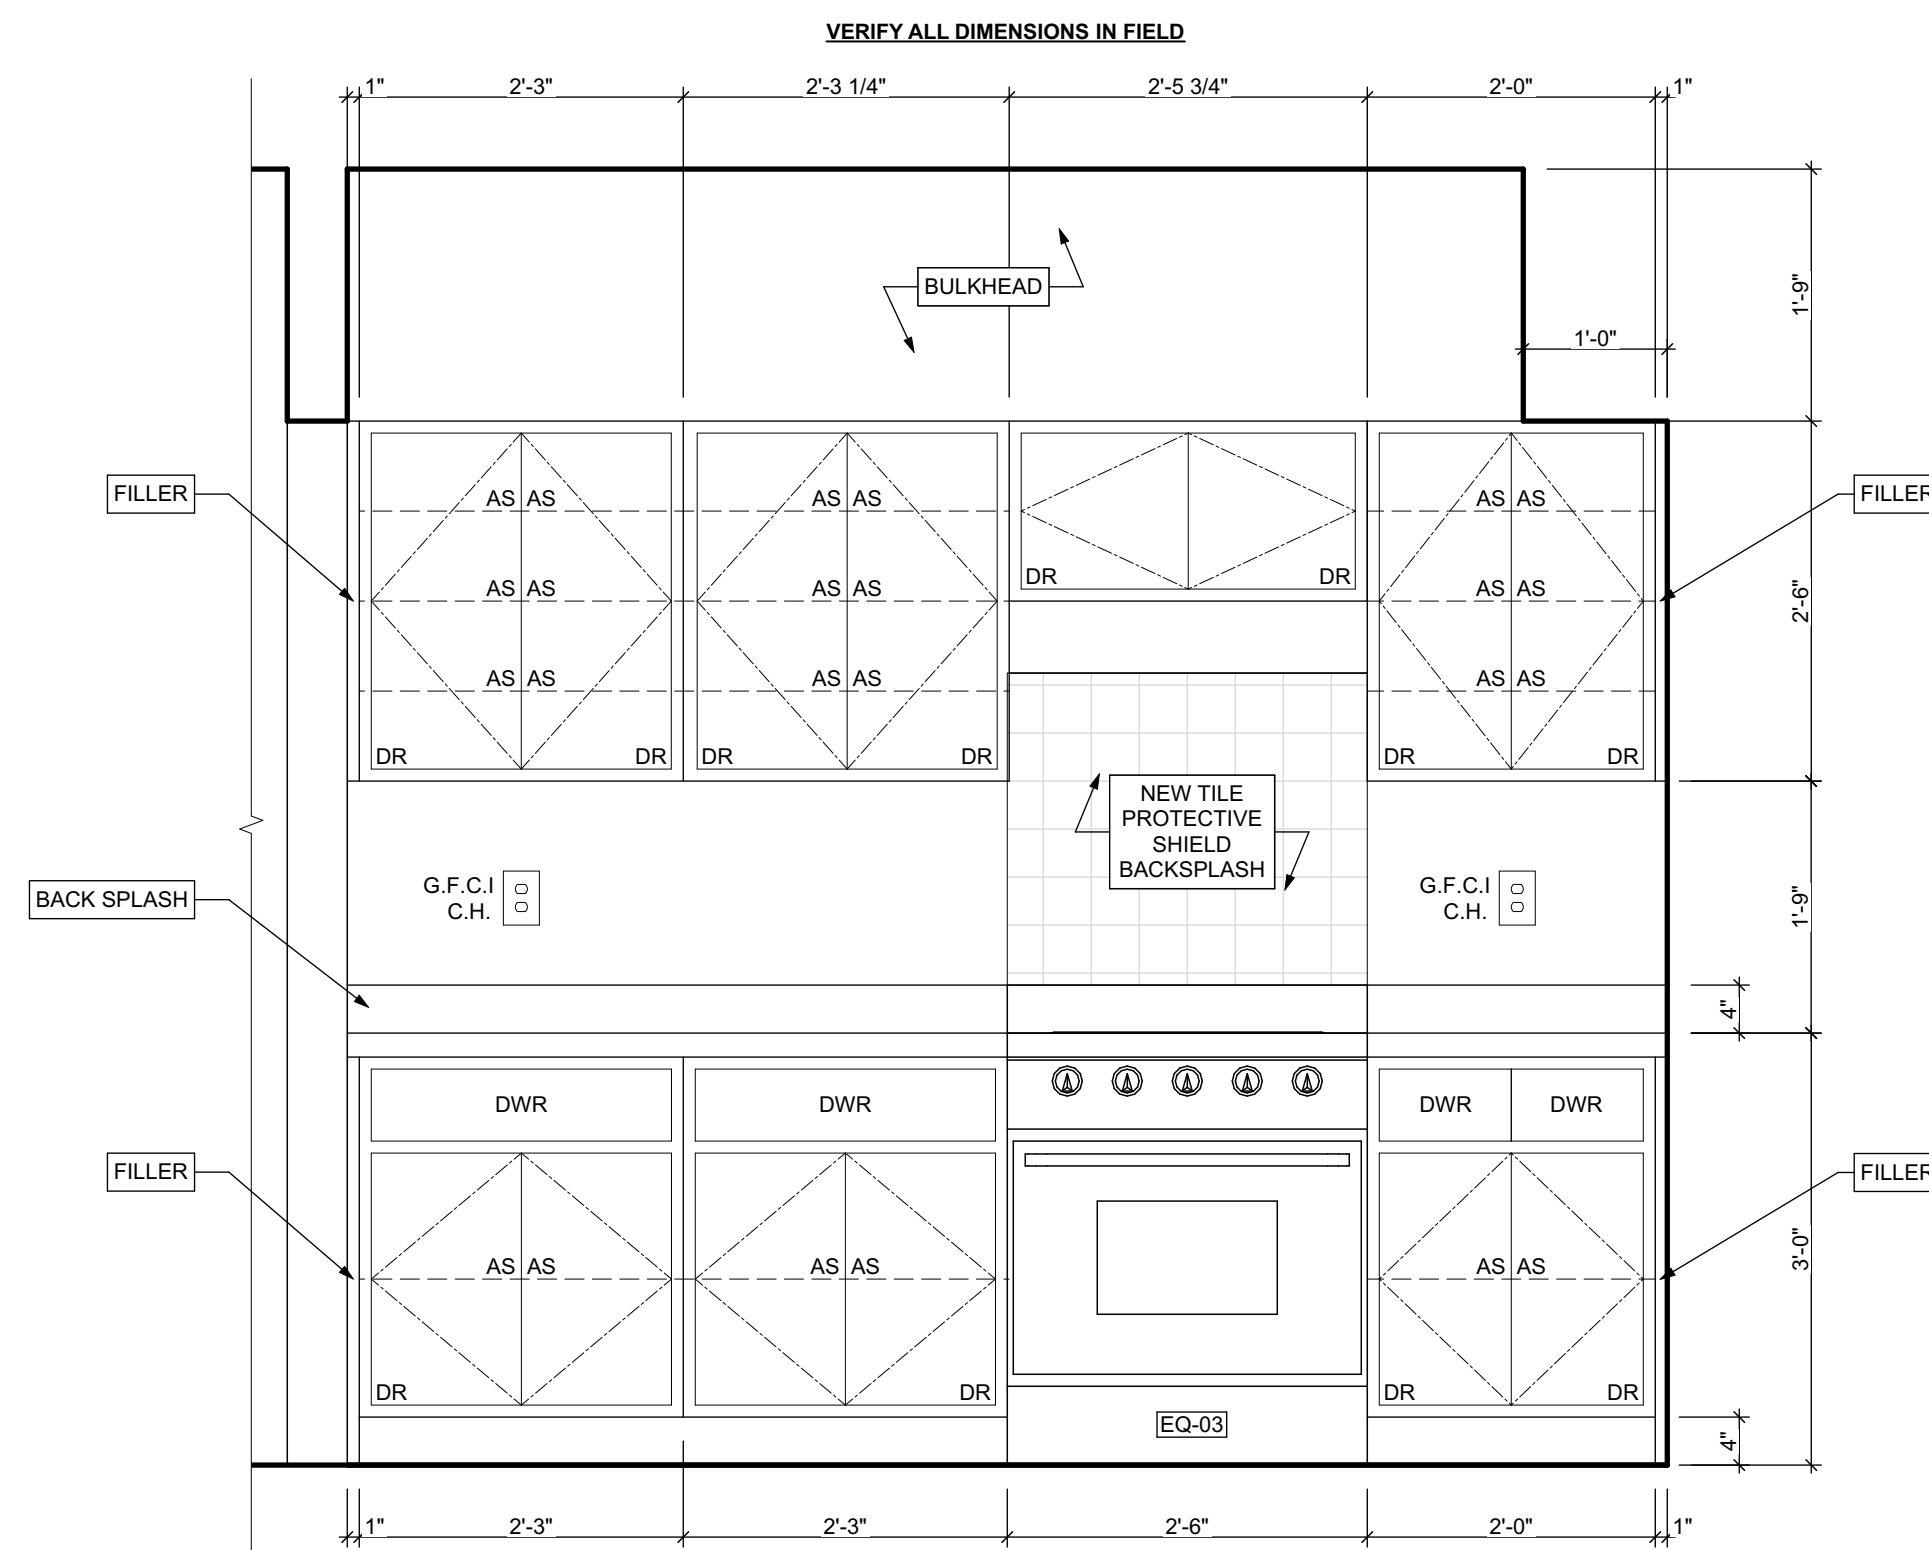 VERIFY ALL DIMENSIONS IN FIELD
1" 2'-3" 2'-3 1/4" 2'-5 3/4" 2'-0" 1"
BULKHEAD
1'-9"
1'-0"
FILLER
FILLER
AS AS
AS AS
AS AS
AS AS
AS AS
AS AS
AS AS
AS AS
AS AS
DR DR
2'-6"
DR DR
DR DR
DR DR
NEW TILE
PROTECTIVE
SHIELD
BACKSPLASH
G.F.C.I
C.H.
G.F.C.I
C.H.
BACK SPLASH
1'-9"
4"
DWR
DWR
DWR DWR
FILLER
FILLER
3'-0"
AS AS
AS AS
AS AS
DR
DR
DR DR
EQ-03
4"
1" 2'-3" 2'-3" 2'-6" 2'-0" 1"